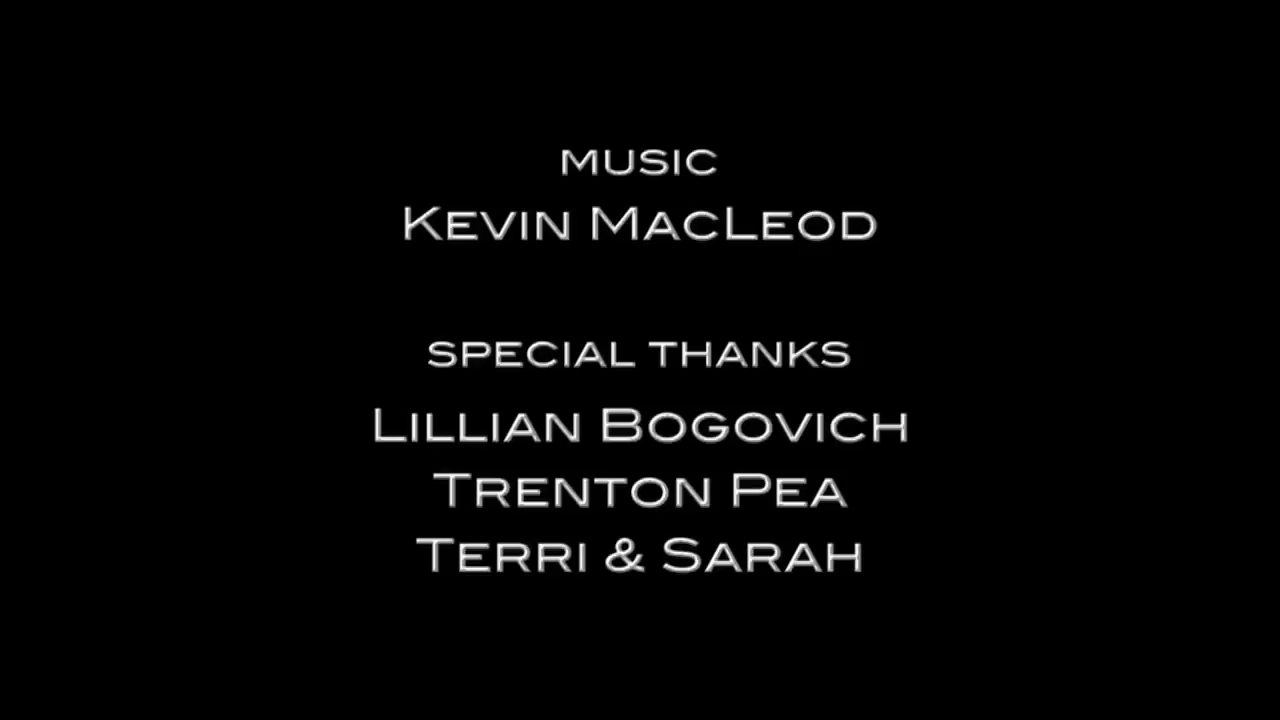 MUSIC
KEVIN MACLEOD
SPECIAL THANKS
LILLIAN BOGOVICH
TRENTON PEA
TERRI & SARAH